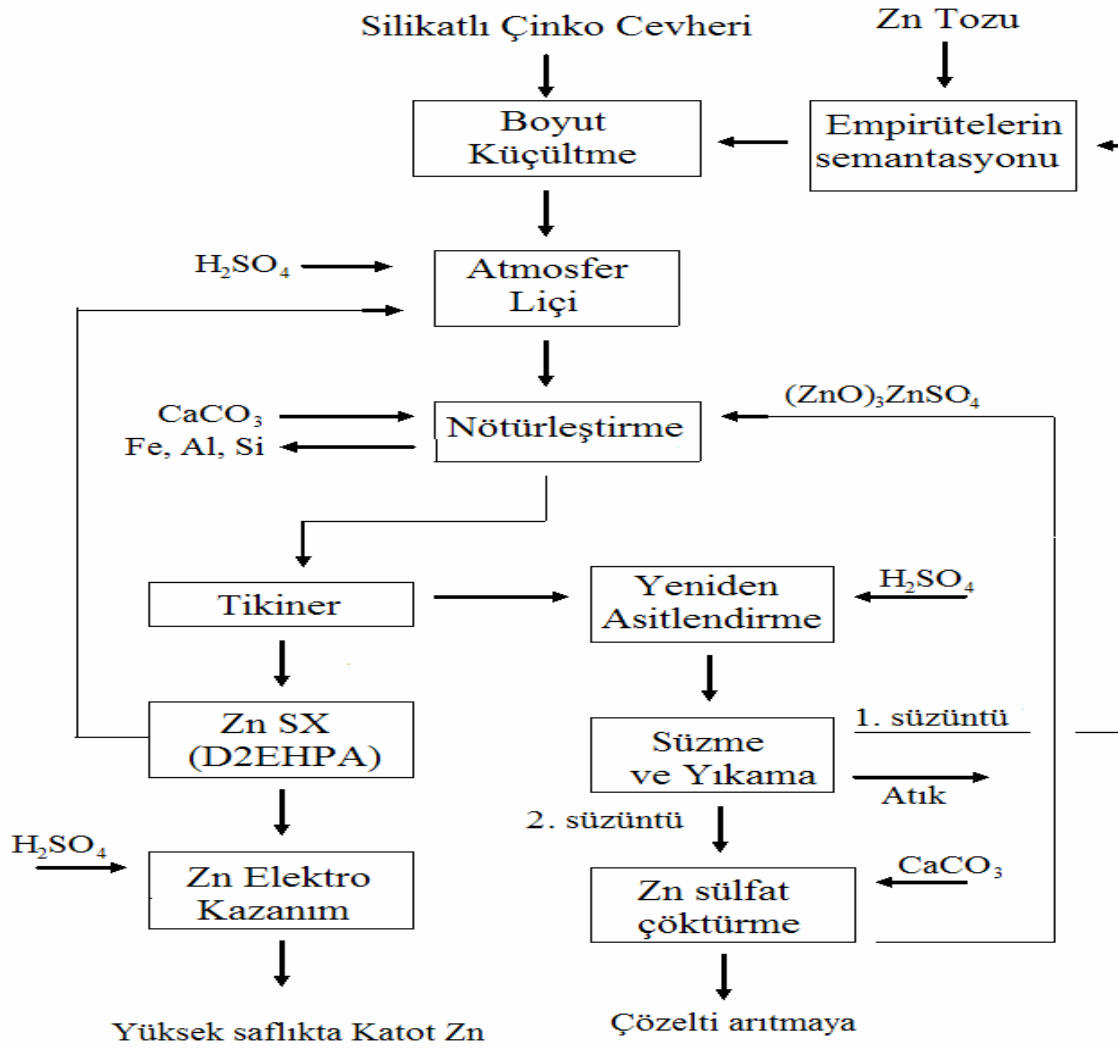 Silikatlı Çinko Cevheri
Zn Tozu
Boyut
Küçültme
Empirütelerin
semantasyonu
H₂SO₄
Atmosfer
Liçi
CaCO₃
Fe, Al, Si
Nötürleştirme
(ZnO)₃ZnSO₄
Tikiner
Yeniden
Asitlendirme
H₂SO₄
Zn SX
(D2EHPA)
Süzme
ve Yıkama
1. süzüntü
Atık
2. süzüntü
H₂SO₄
Zn Elektro
Kazanım
Zn sülfat
çöktürme
CaCO₃
Yüksek saflıkta Katot Zn
Çözelti arıtmaya